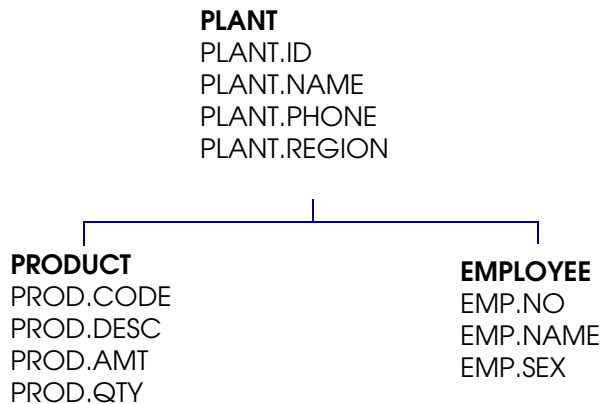 PLANT
PLANT.ID
PLANT.NAME
PLANT.PHONE
PLANT.REGION
PRODUCT
PROD.CODE
PROD.DESC
PROD.AMT
PROD.QTY
EMPLOYEE
EMP.NO
EMP.NAME
EMP.SEX